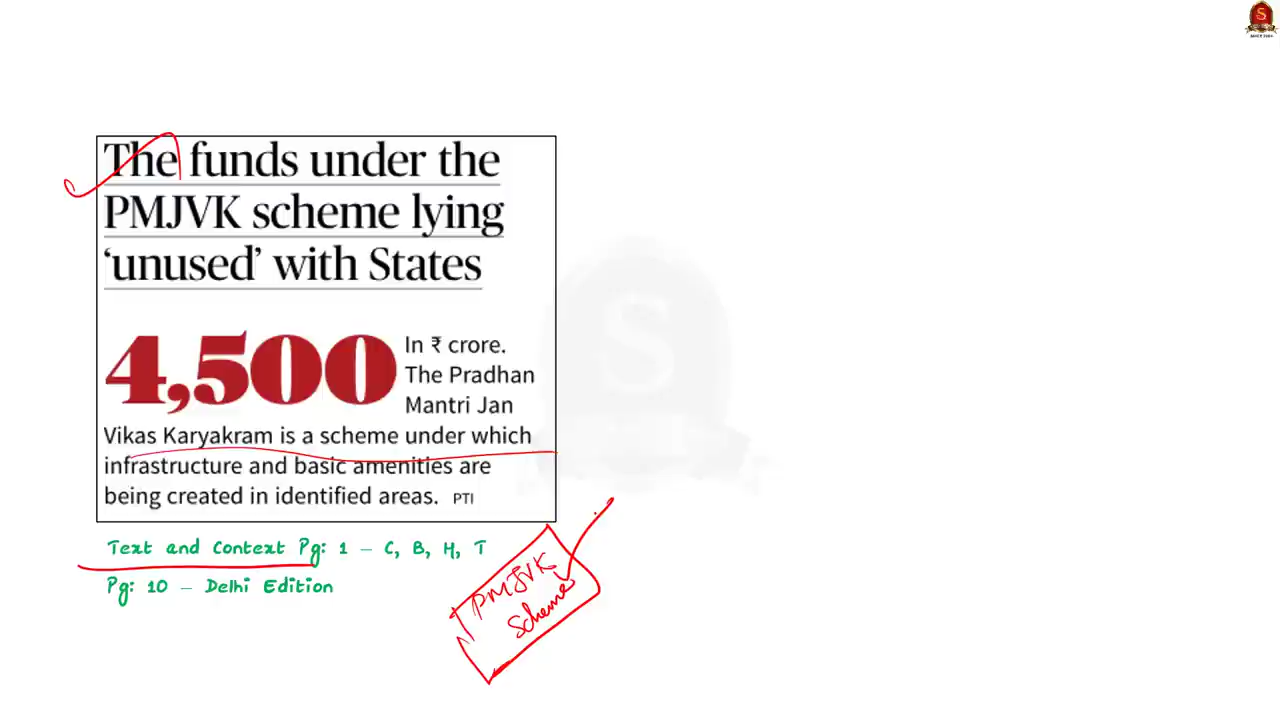 The funds under the
PMJVK scheme lying
‘unused’ with States
4,500
In ₹ crore.
The Pradhan
Mantri Jan
Vikas Karyakram is a scheme under which
infrastructure and basic amenities are
being created in identified areas. PTI
Text and Context Pg: 1 – C, B, H, T
Pg: 10 – Delhi Edition
PMJVK
Scheme
S
S